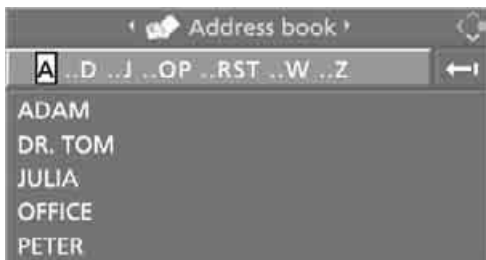 Address book
A ..D ..J ..OP ..RST ..W ..Z
ADAM
DR. TOM
JULIA
OFFICE
PETER